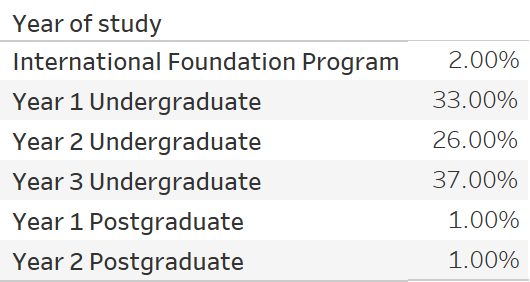 Year of study
International Foundation Program 2.00%
Year 1 Undergraduate 33.00%
Year 2 Undergraduate 26.00%
Year 3 Undergraduate 37.00%
Year 1 Postgraduate 1.00%
Year 2 Postgraduate 1.00%